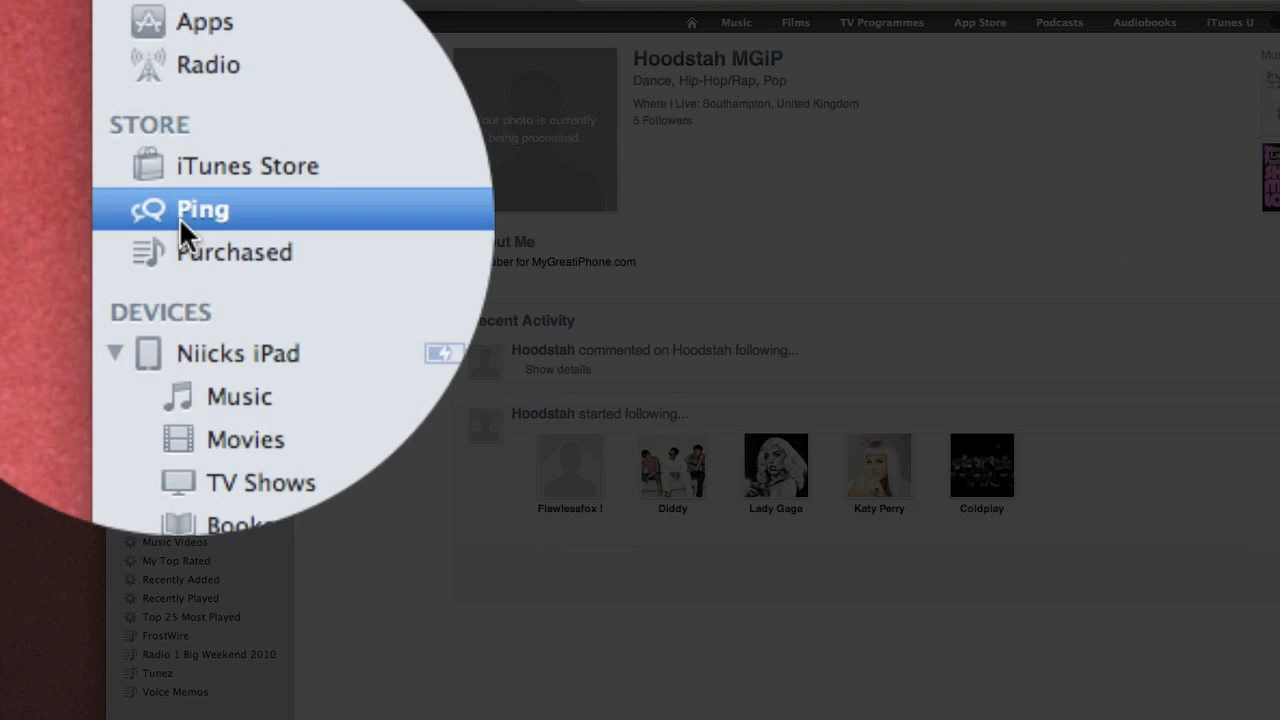 Apps
Radio
STORE
iTunes Store
Ping
Purchased
DEVICES
Niicks iPad
Music
Movies
TV Shows
Music Videos
My Top Rated
Recently Added
Recently Played
Top 25 Most Played
FrostWire
Radio 1 Big Weekend 2010
Tunez
Voice Memos
Music Films TV Programmes App Store Podcasts Audiobooks iTunes U
Hoodstah MGiP
Dance, Hip-Hop/Rap, Pop
Where I Live: Southampton, United Kingdom
5 Followers
Your photo is currently
being processed.
Me
for MyGreatiPhone.com
Activity
Hoodstah commented on Hoodstah following...
Show details
Hoodstah started following...
Flawlessfox ! Diddy Lady Gaga Katy Perry Coldplay